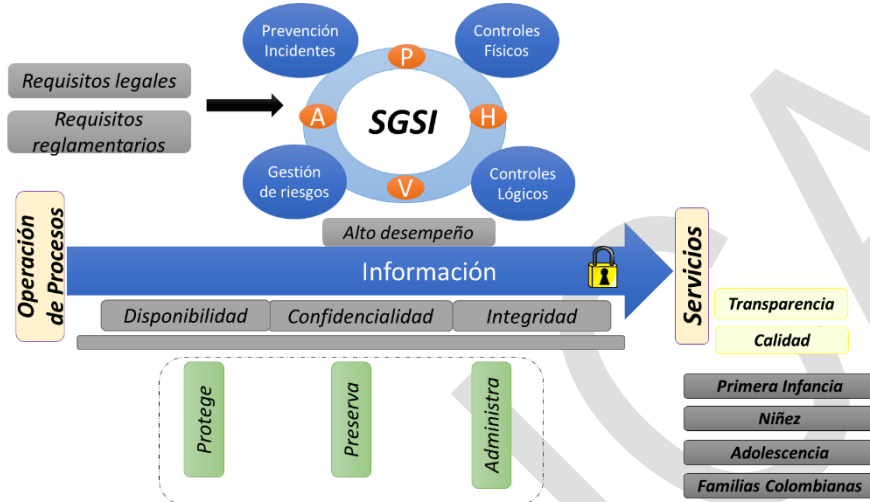 Prevención
Incidentes
Controles
Físicos
Requisitos legales
Requisitos
reglamentarios
P
A
SGSI
H
V
Gestión
de riesgos
Controles
Lógicos
Alto desempeño
Operación
de Procesos
Información
Servicios
Disponibilidad
Confidencialidad
Integridad
Transparencia
Calidad
Protege
Preserva
Administra
Primera Infancia
Niñez
Adolescencia
Familias Colombianas